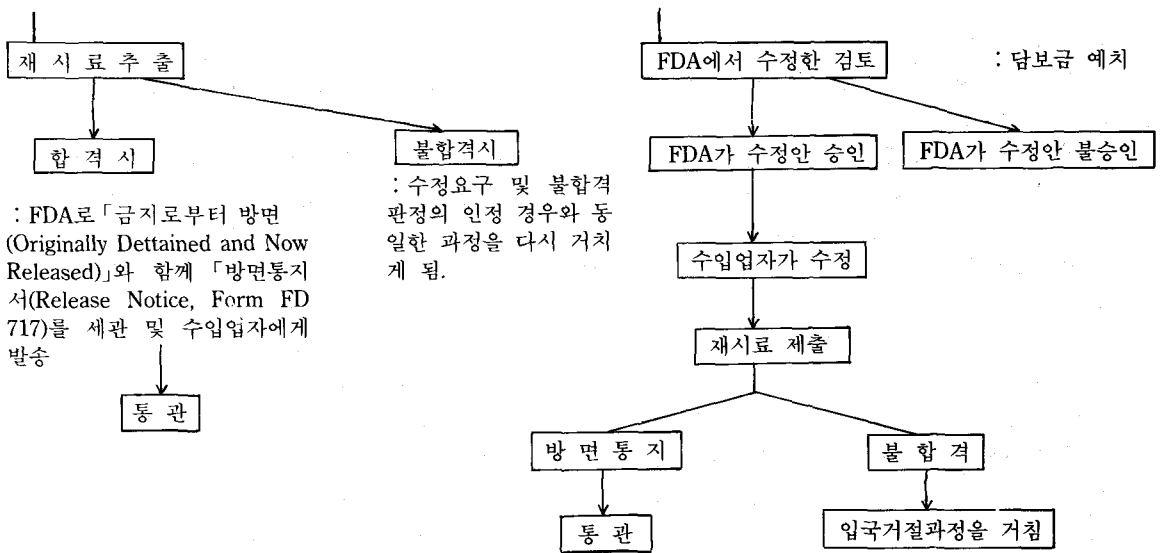 재 시 료 추 출
합 격 시
불합격시
: FDA로「금지로부터 방면
(Originally Dettained and Now
Released)」와 함께 「방면통지
서(Release Notice, Form FD
717)를 세관 및 수입업자에게
발송
통 관
: 수정요구 및 불합격
판정의 인정 경우와 동
일한 과정을 다시 거치
게 됨.
FDA에서 수정한 검토
: 담보금 예치
FDA가 수정안 승인
FDA가 수정안 불승인
수입업자가 수정
재시료 제출
방 면 통 지
불 합 격
통 관
입국거절과정을 거침